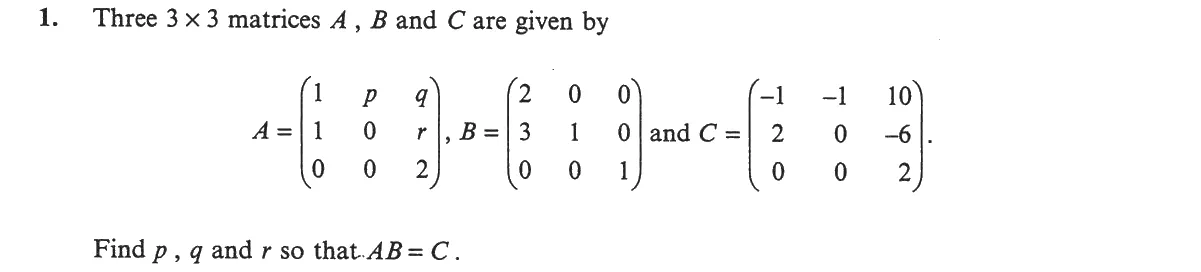 1. Three 3 × 3 matrices A , B and C are given by
A = ( 1 p q ; 1 0 r ; 0 0 2 ) , B = ( 2 0 0 ; 3 1 0 ; 0 0 1 ) and C = ( –1 –1 10 ; 2 0 –6 ; 0 0 2 ) .
Find p , q and r so that AB = C .